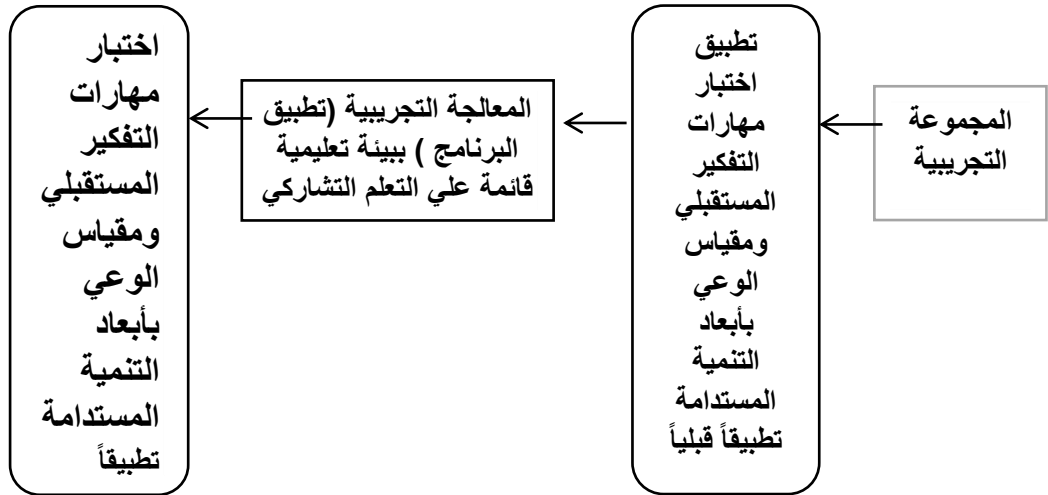 المجموعة
التجريبية
تطبيق
اختبار
مهارات
التفكير
المستقبلي
ومقياس
الوعي
بأبعاد
التنمية
المستدامة
تطبيقاً قبلياً
المعالجة التجريبية (تطبيق
البرنامج ) ببيئة تعليمية
قائمة علي التعلم التشاركي
اختبار
مهارات
التفكير
المستقبلي
ومقياس
الوعي
بأبعاد
التنمية
المستدامة
تطبيقاً